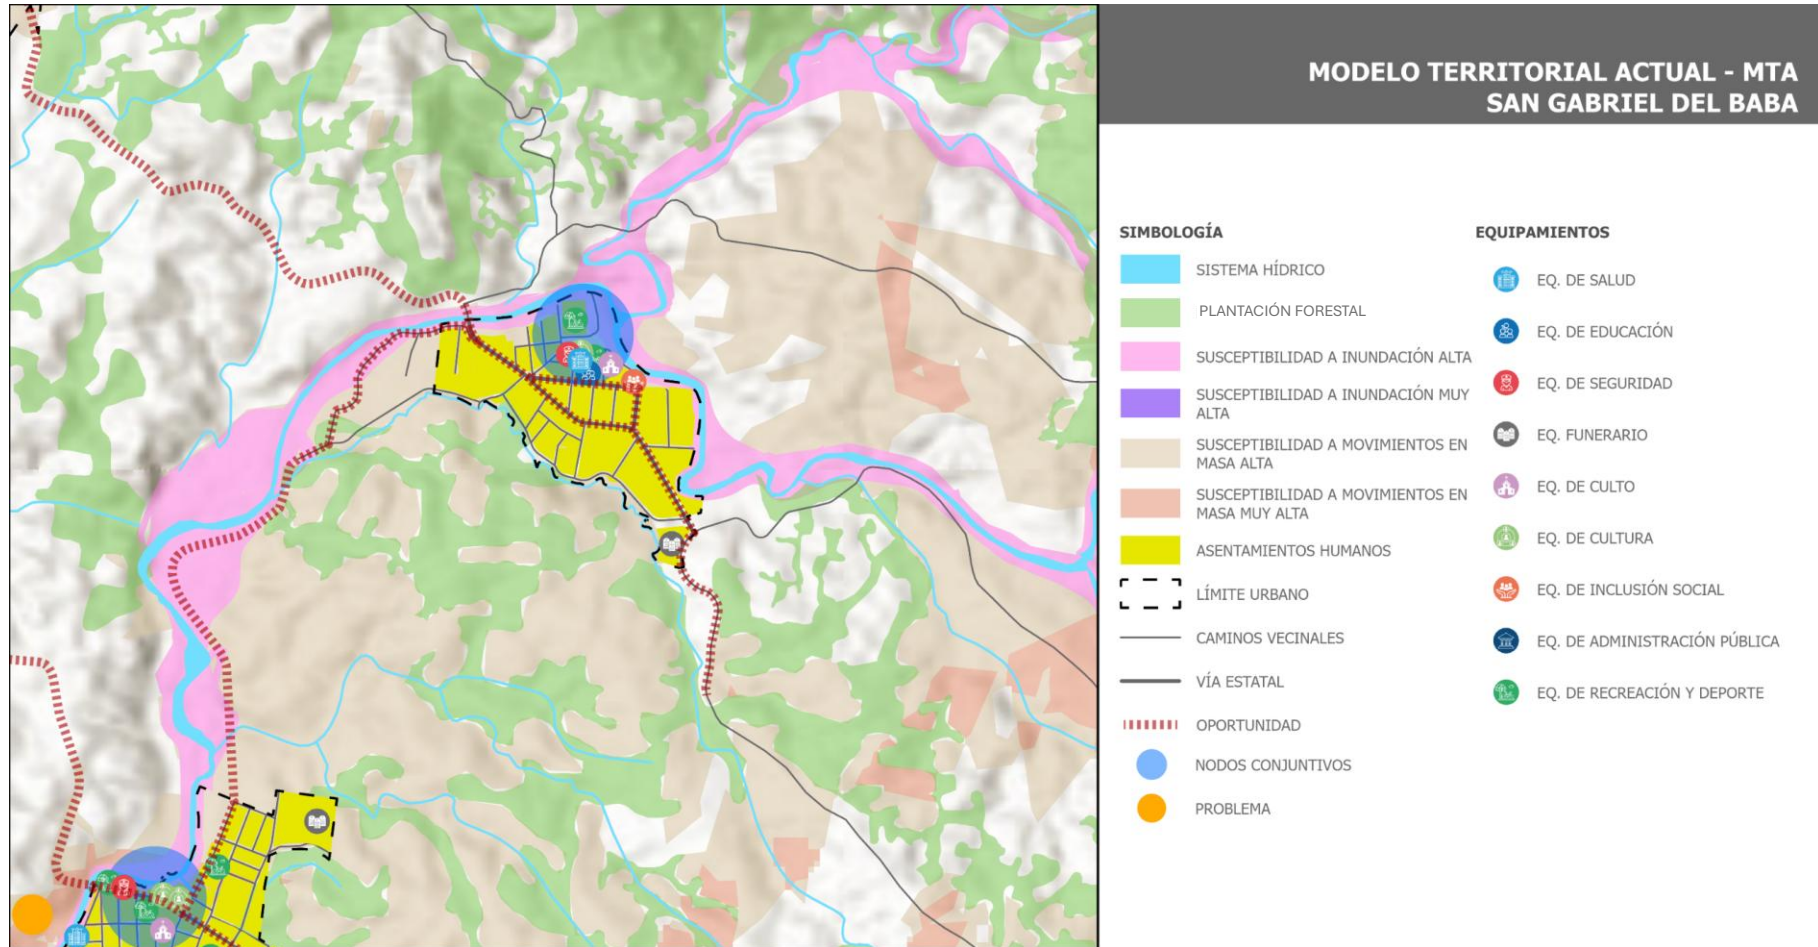 MODELO TERRITORIAL ACTUAL - MTA
SAN GABRIEL DEL BABA
SIMBOLOGÍA
SISTEMA HÍDRICO
PLANTACIÓN FORESTAL
SUSCEPTIBILIDAD A INUNDACIÓN ALTA
SUSCEPTIBILIDAD A INUNDACIÓN MUY
ALTA
SUSCEPTIBILIDAD A MOVIMIENTOS EN
MASA ALTA
SUSCEPTIBILIDAD A MOVIMIENTOS EN
MASA MUY ALTA
ASENTAMIENTOS HUMANOS
LÍMITE URBANO
CAMINOS VECINALES
VÍA ESTATAL
OPORTUNIDAD
NODOS CONJUNTIVOS
PROBLEMA
EQUIPAMIENTOS
EQ. DE SALUD
EQ. DE EDUCACIÓN
EQ. DE SEGURIDAD
EQ. FUNERARIO
EQ. DE CULTO
EQ. DE CULTURA
EQ. DE INCLUSIÓN SOCIAL
EQ. DE ADMINISTRACIÓN PÚBLICA
EQ. DE RECREACIÓN Y DEPORTE